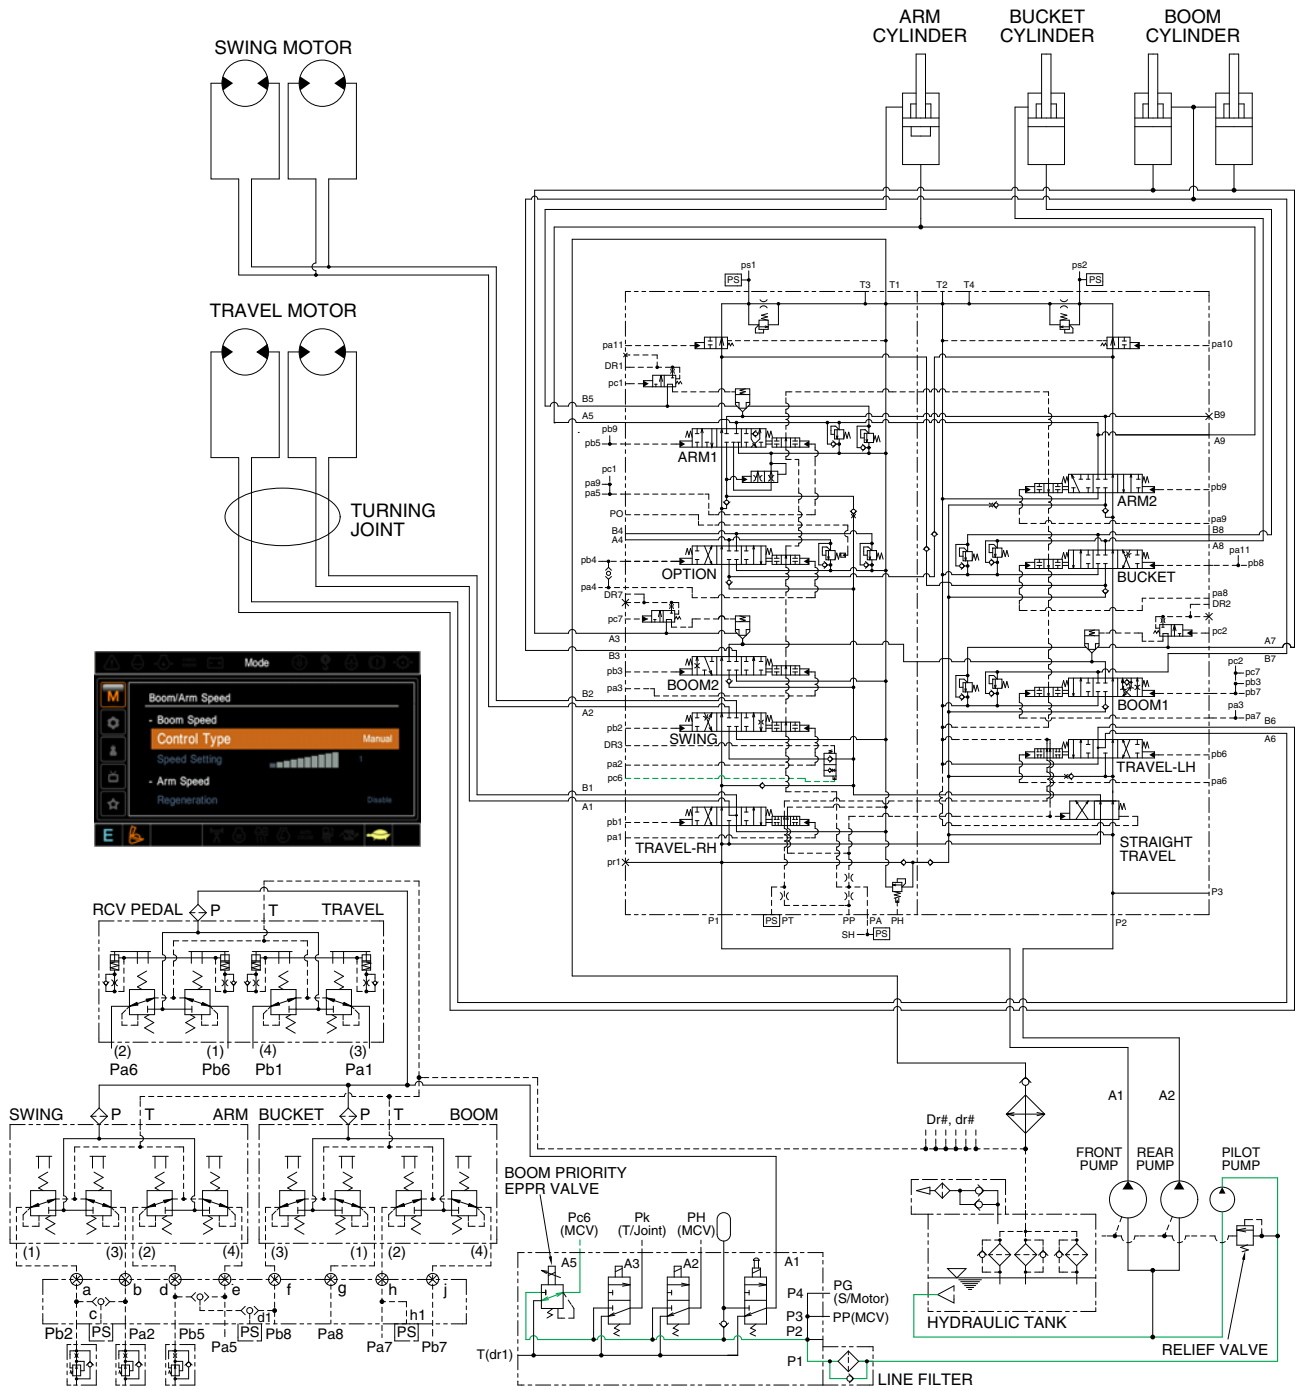 ARM
CYLINDER
BUCKET
CYLINDER
BOOM
CYLINDER
SWING MOTOR
TRAVEL MOTOR
TURNING
JOINT
ps1
PS
T3
T1
T2
T4
ps2
PS
pa11
DR1
pc1
B5
A5
pb9
pb5
ARM1
pc1
pa9
pa5
PO
B4
A4
pb4
OPTION
pa4
DR7
pc7
A3
B3
pb3
BOOM2
pa3
B2
A2
pb2
SWING
DR3
pa2
pc6
B1
A1
pb1
pa1
TRAVEL-RH
pr1
pa10
B9
A9
pb9
ARM2
pa9
B8
A8
pa11
pb8
BUCKET
pa8
DR2
pc2
A7
B7
pc2
pc7
pb3
pb7
BOOM1
pa3
pa7
B6
A6
pb6
TRAVEL-LH
pa6
STRAIGHT
TRAVEL
P3
P1
PS
PT
PP
PA
PH
P2
SH
PS
Mode
M
Boom/Arm Speed
- Boom Speed
Control Type
Manual
Speed Setting
1
- Arm Speed
Regeneration
Disable
E
RCV PEDAL
P
T
TRAVEL
(2)
(1)
(4)
(3)
Pa6
Pb6
Pb1
Pa1
SWING
P
T
ARM
BUCKET
P
T
BOOM
(1)
(3)
(2)
(4)
(3)
(1)
(2)
(4)
a
b
d
e
f
g
h
j
c
d1
h1
PS
PS
PS
Pb2
Pa2
Pb5
Pa5
Pb8
Pa8
Pa7
Pb7
BOOM PRIORITY
EPPR VALVE
Pc6
(MCV)
Pk
(T/Joint)
PH
(MCV)
A5
A3
A2
A1
P4
PG
(S/Motor)
P3
PP(MCV)
P2
P1
T(dr1)
LINE FILTER
Dr#, dr#
A1
A2
FRONT
PUMP
REAR
PUMP
PILOT
PUMP
HYDRAULIC TANK
RELIEF VALVE